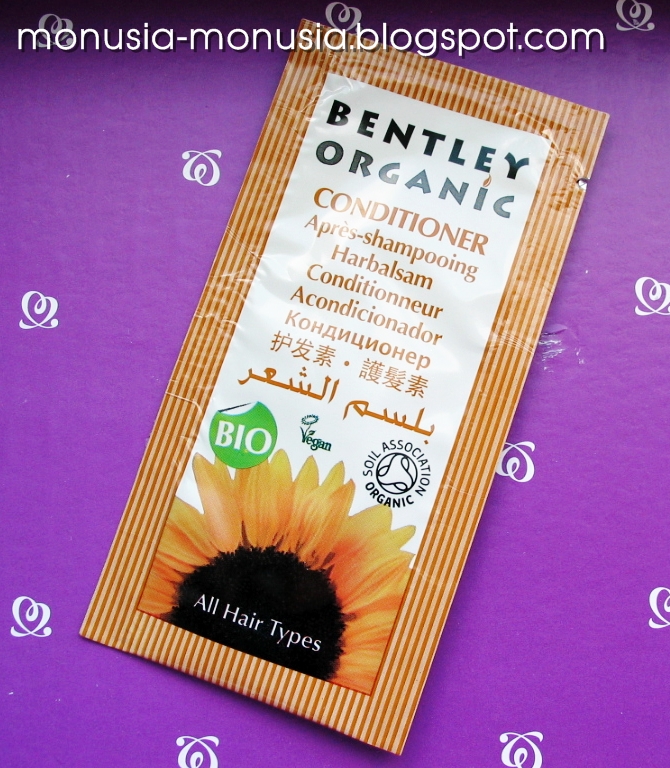 monusia-monusia.blogspot.com
BENTLEY
ORGANIC
CONDITIONER
Après-shampooing
Harbalsam
Conditionneur
Acondicionador
Кондиционер
护发素 · 護髮素
بلسم الشعر
BIO
Vegan
SOIL ASSOCIATION
ORGANIC
All Hair Types